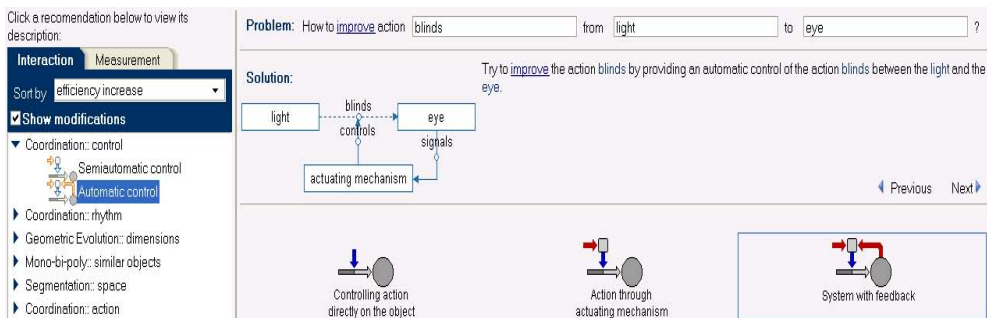 Click a recomendation below to view its
description:
Interaction Measurement
Sort by efficiency increase
Show modifications
Coordination:: control
Semiautomatic control
Automatic control
Coordination:: rhythm
Geometric Evolution:: dimensions
Mono-bi-poly:: similar objects
Segmentation:: space
Coordination:: action
Problem: How to improve action blinds from light to eye ?
Solution:
Try to improve the action blinds by providing an automatic control of the action blinds between the light and the
eye.
light blinds eye
controls signals
actuating mechanism
Previous Next
Controlling action
directly on the object
Action through
actuating mechanism
System with feedback